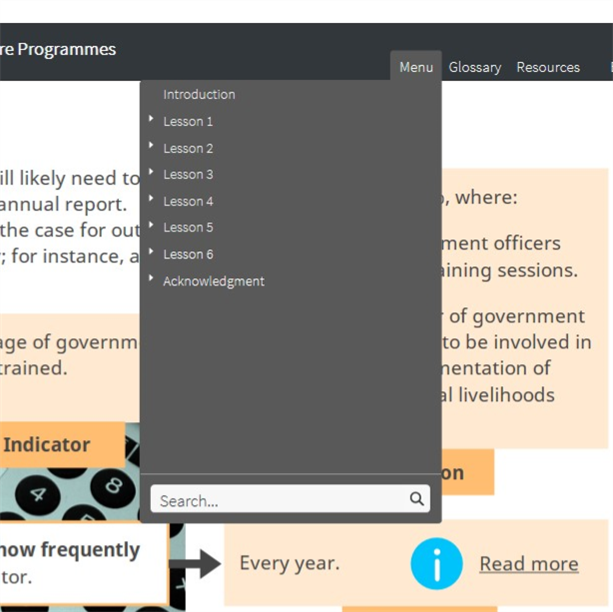 re Programmes
Menu Glossary Resources
Introduction
Lesson 1
Lesson 2
Lesson 3
Lesson 4
Lesson 5
Lesson 6
Acknowledgment
Search...
ill likely need to
annual report.
the case for out
; for instance, a
, where:
ment officers
aining sessions.
r of government
to be involved in
mentation of
al livelihoods
age of governm
trained.
Indicator
on
4
8
how frequently
tor.
Every year.
i
Read more